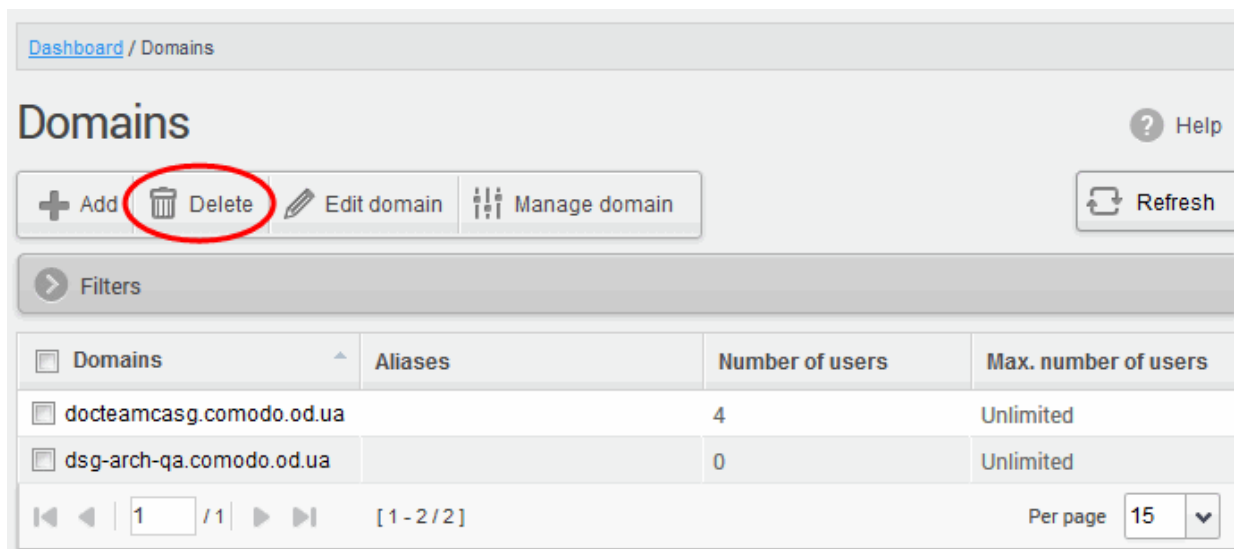 Dashboard / Domains
Domains
Help
Add Delete Edit domain Manage domain Refresh
Filters
Domains Aliases Number of users Max. number of users
docteamcasg.comodo.od.ua 4 Unlimited
dsg-arch-qa.comodo.od.ua 0 Unlimited
1 / 1 [ 1 - 2 / 2 ] Per page 15